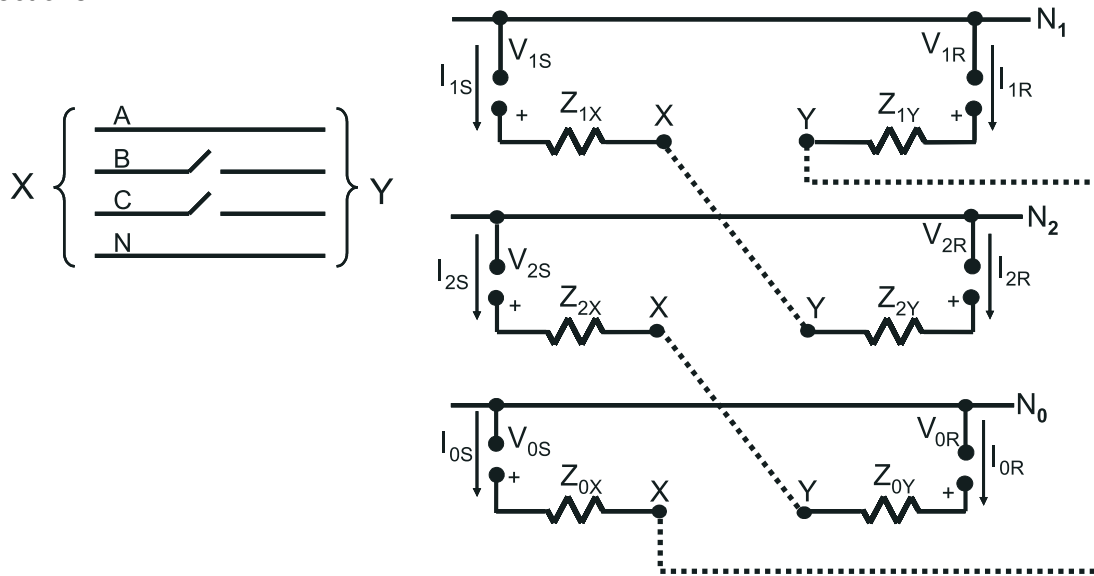 N1
V1S V1R
I1S I1R
Z1X X Y Z1Y
+ +
A
B
C
N
X Y
N2
V2S V2R
I2S I2R
Z2X X Y Z2Y
+ +
N0
V0S V0R
I0S I0R
Z0X X Y Z0Y
+ +